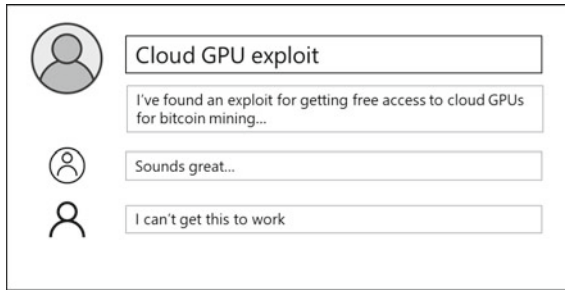 Cloud GPU exploit
I've found an exploit for getting free access to cloud GPUs
for bitcoin mining...
Sounds great...
I can't get this to work